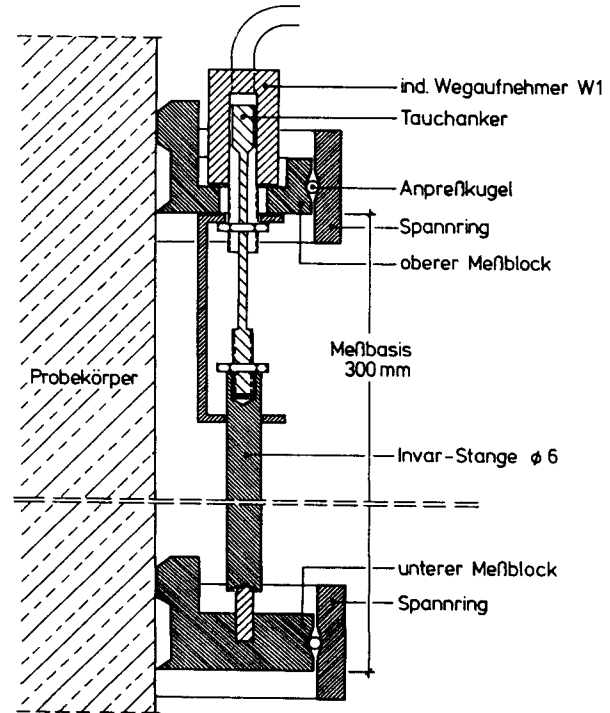 ind. Wegaufnehmer W1
Tauchanker
Anpreßkugel
Spannring
oberer Meßblock
Meßbasis
300 mm
Probekörper
Invar-Stange ϕ 6
unterer Meßblock
Spannring